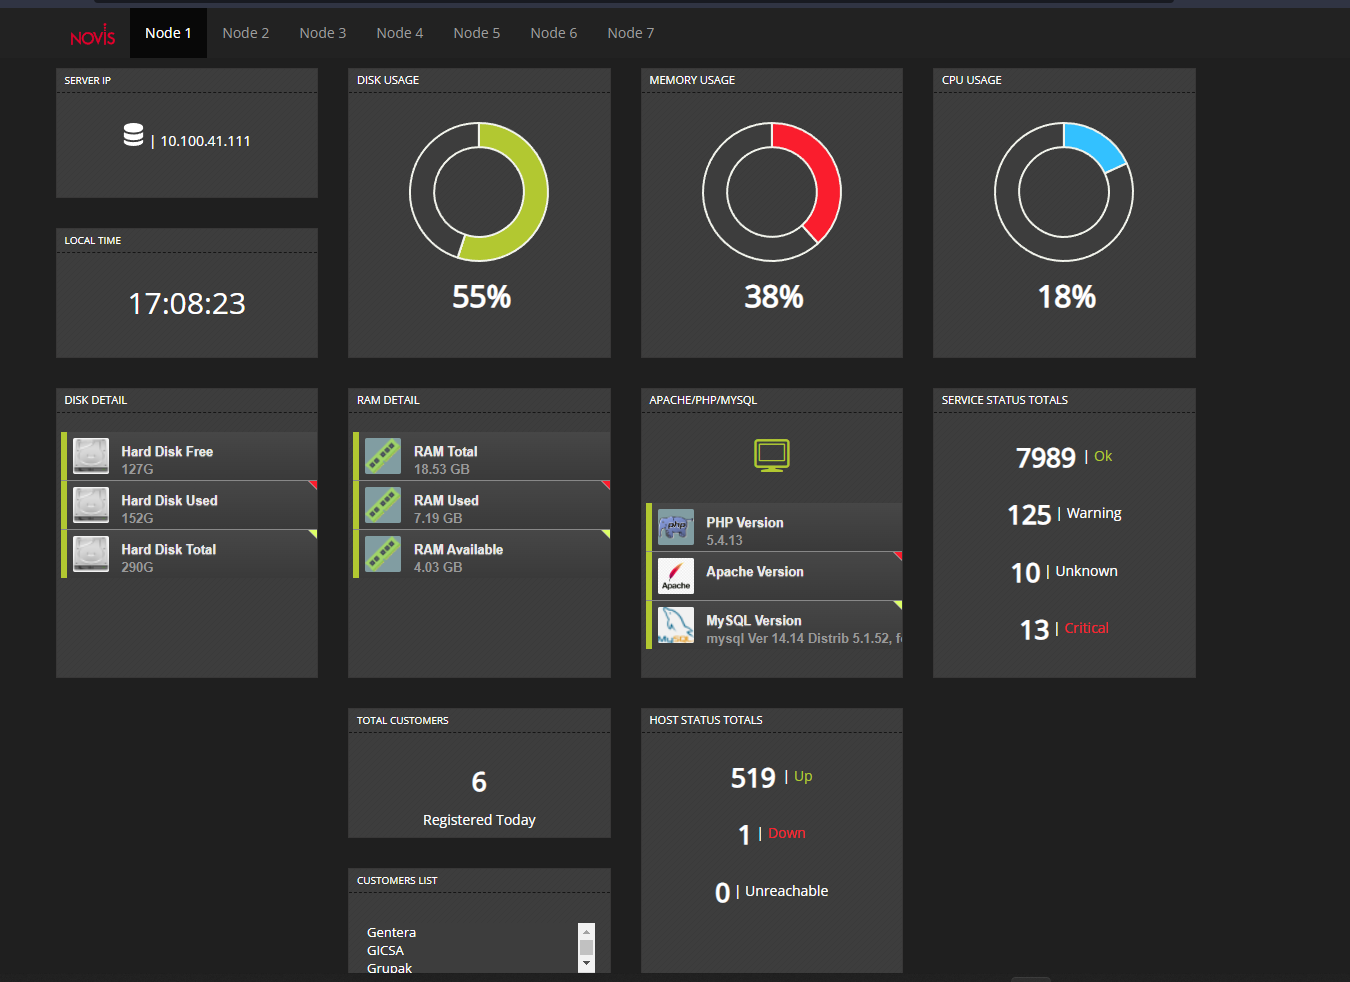 NOVIS
Node 1
Node 2
Node 3
Node 4
Node 5
Node 6
Node 7
SERVER IP
| 10.100.41.111
LOCAL TIME
17:08:23
DISK USAGE
55%
MEMORY USAGE
38%
CPU USAGE
18%
DISK DETAIL
Hard Disk Free
127G
Hard Disk Used
152G
Hard Disk Total
290G
RAM DETAIL
RAM Total
18.53 GB
RAM Used
7.19 GB
RAM Available
4.03 GB
APACHE/PHP/MYSQL
php
PHP Version
5.4.13
Apache
Apache Version
MySQL
MySQL Version
mysql Ver 14.14 Distrib 5.1.52, f
SERVICE STATUS TOTALS
7989 | Ok
125 | Warning
10 | Unknown
13 | Critical
TOTAL CUSTOMERS
6
Registered Today
CUSTOMERS LIST
Gentera
GICSA
Grupak
HOST STATUS TOTALS
519 | Up
1 | Down
0 | Unreachable